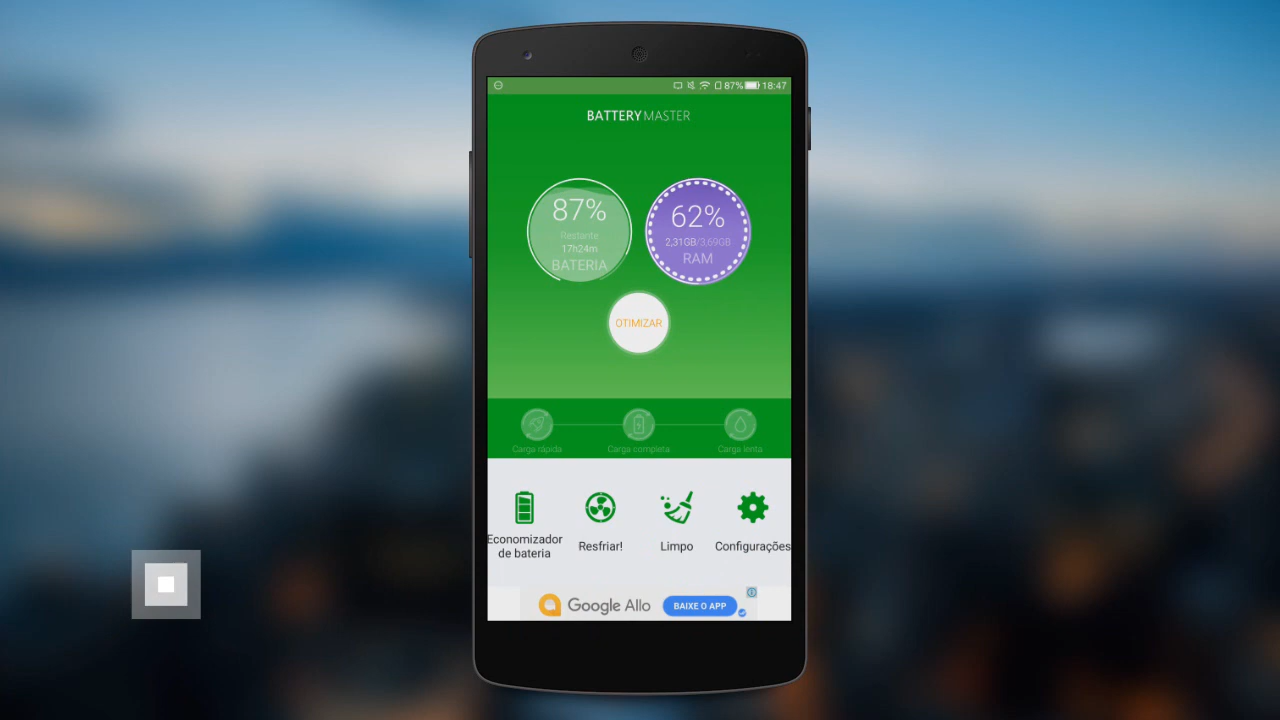 87% 18:47
BATTERY MASTER
87%
Restante
17h24m
BATERIA
62%
2,31GB/3,69GB
RAM
OTIMIZAR
Carga rápida
Carga completa
Carga lenta
Economizador
de bateria
Resfriar!
Limpo
Configurações
Google Allo
BAIXE O APP